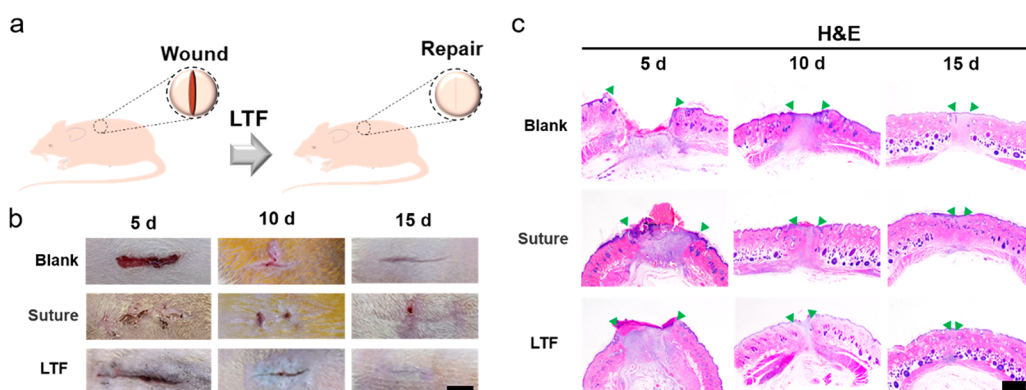 a
Wound
Repair
LTF
b
5 d 10 d 15 d
Blank
Suture
LTF
c
H&E
5 d 10 d 15 d
Blank
Suture
LTF